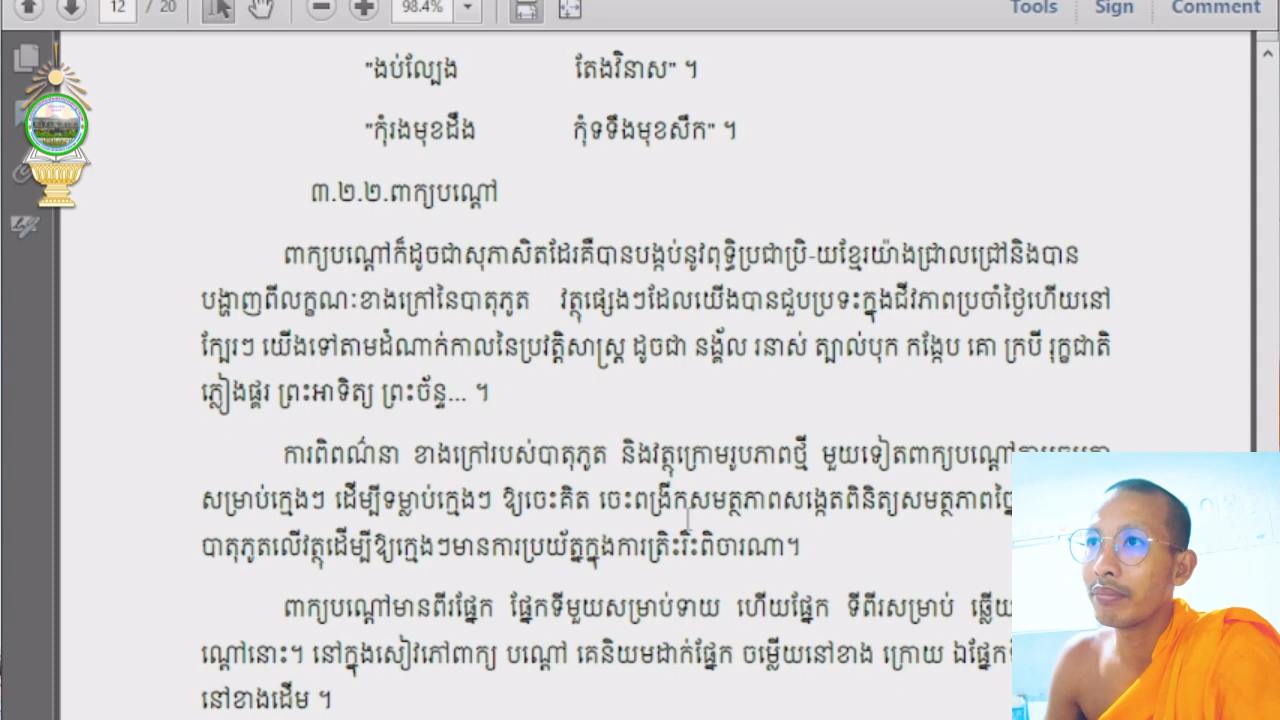 12 / 20 98.4% Tools Sign Comment
"ងប់ល្បែង តែងវិនាស" ។
"កុំរងមុខដឹង កុំទទឹងមុខសឹក" ។
៣.២.២.ពាក្យបណ្តៅ
ពាក្យបណ្តៅក៏ដូចជាសុភាសិតដែរគឺបានបង្កប់នូវពុទ្ធិប្រជាប្រិ-យខ្មែរយ៉ាងជ្រាលជ្រៅនិងបាន
បង្ហាញពីលក្ខណៈខាងក្រៅនៃបាតុភូត វត្ថុផ្សេងៗដែលយើងបានជួបប្រទះក្នុងជីវភាពប្រចាំថ្ងៃហើយនៅ
ក្បែរៗ យើងទៅតាមដំណាក់កាលនៃប្រវត្តិសាស្ត្រ ដូចជា នង្គ័ល រនាស់ ត្បាល់បុក កង្កែប គោ ក្របី រុក្ខជាតិ
ភ្លៀងផ្គរ ព្រះអាទិត្យ ព្រះច័ន្ទ... ។
ការពិពណ៌នា ខាងក្រៅរបស់បាតុភូត និងវត្ថុក្រោមរូបភាពថ្មី មួយទៀតពាក្យបណ្តៅ
សម្រាប់ក្មេងៗ ដើម្បីទម្លាប់ក្មេងៗ ឱ្យចេះគិត ចេះពង្រីកសមត្ថភាពសង្កេតពិនិត្យសមត្ថភាព
បាតុភូតលើវត្ថុដើម្បីឱ្យក្មេងៗមានការប្រយ័ត្នក្នុងការត្រិះរិះពិចារណា។
ពាក្យបណ្តៅមានពីរផ្នែក ផ្នែកទីមួយសម្រាប់ទាយ ហើយផ្នែក ទីពីរសម្រាប់
ណ្តៅនោះ។ នៅក្នុងសៀវភៅពាក្យ បណ្តៅ គេនិយមដាក់ផ្នែក ចម្លើយនៅខាង ក្រោយ
នៅខាងដើម ។